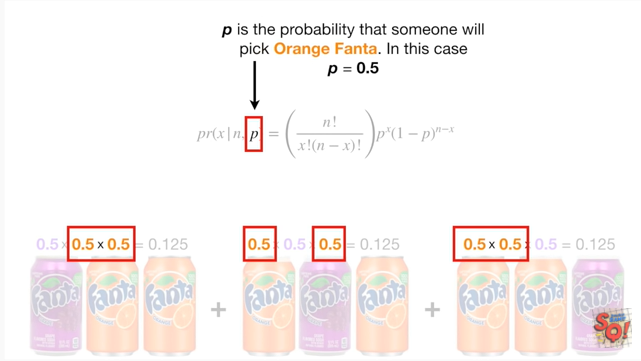 p is the probability that someone will
pick Orange Fanta. In this case
p = 0.5
pr(x | n, p) = (n! / x!(n − x)!) p^x (1 − p)^(n−x)
0.5 x 0.5 x 0.5 = 0.125
0.5 x 0.5 x 0.5 = 0.125
0.5 x 0.5 x 0.5 = 0.125
Fanta Fanta Fanta + Fanta Fanta Fanta + Fanta Fanta Fanta
SQ!